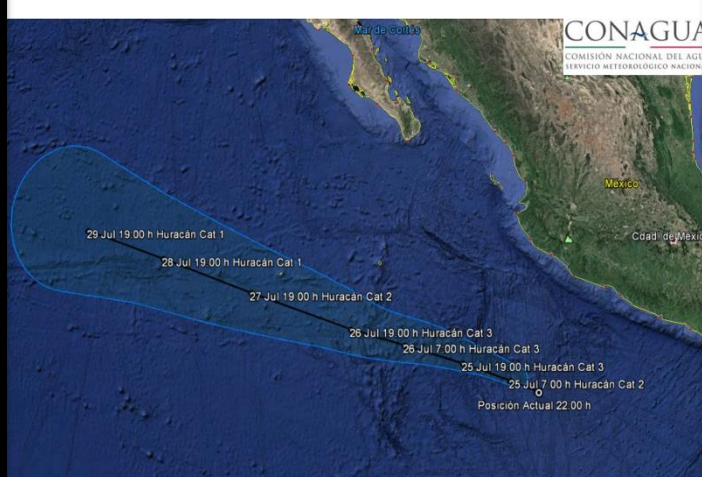 CONAGUA
COMISIÓN NACIONAL DEL AGU
SERVICIO METEOROLÓGICO NACIONA
Mar de Cortés
México
Cdad. de Méxic
29 Jul 19.00 h Huracán Cat 1
28 Jul 19.00 h Huracán Cat 1
27 Jul 19.00 h Huracán Cat 2
26 Jul 19.00 h Huracán Cat 3
26 Jul 7.00 h Huracán Cat 3
25 Jul 19.00 h Huracán Cat 3
25 Jul 7.00 h Huracán Cat 2
Posición Actual 22.00 h